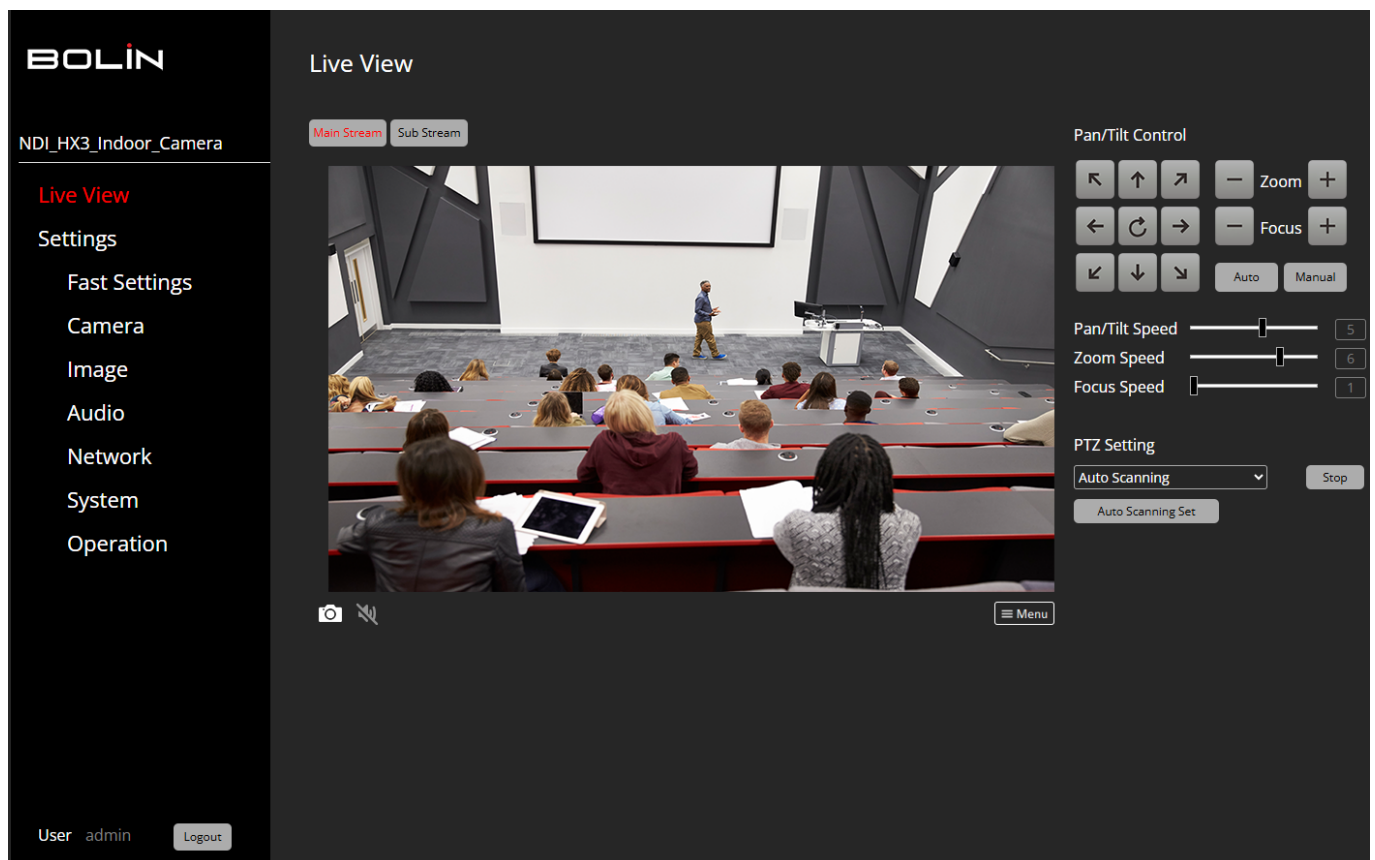 BOLIN
NDI_HX3_Indoor_Camera
Live View
Settings
Fast Settings
Camera
Image
Audio
Network
System
Operation
User admin
Logout
Live View
Main Stream
Sub Stream
Menu
Pan/Tilt Control
Zoom
Focus
Auto
Manual
Pan/Tilt Speed 5
Zoom Speed 6
Focus Speed 1
PTZ Setting
Auto Scanning
Stop
Auto Scanning Set